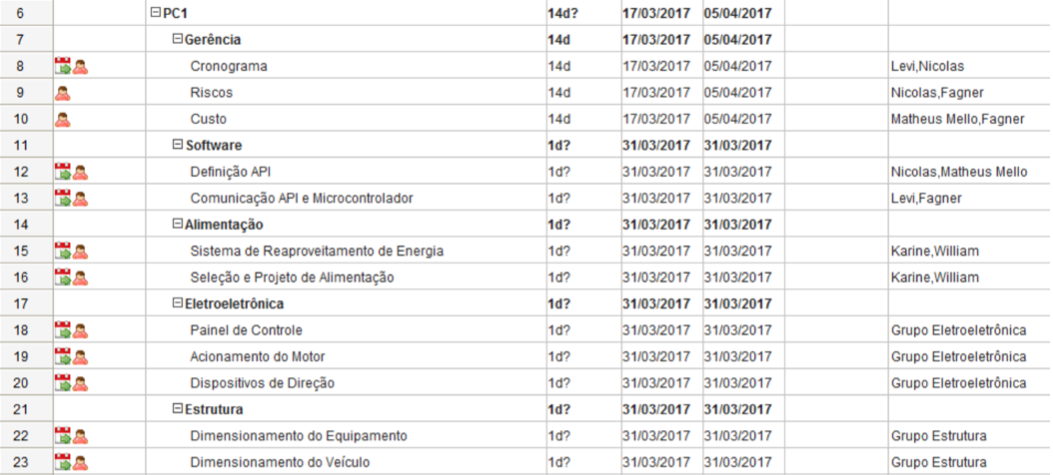 6 PC1 14d? 17/03/2017 05/04/2017
7 Gerência 14d 17/03/2017 05/04/2017
8 Cronograma 14d 17/03/2017 05/04/2017 Levi,Nicolas
9 Riscos 14d 17/03/2017 05/04/2017 Nicolas,Fagner
10 Custo 14d 17/03/2017 05/04/2017 Matheus Mello,Fagner
11 Software 1d? 31/03/2017 31/03/2017
12 Definição API 1d? 31/03/2017 31/03/2017 Nicolas,Matheus Mello
13 Comunicação API e Microcontrolador 1d? 31/03/2017 31/03/2017 Levi,Fagner
14 Alimentação 1d? 31/03/2017 31/03/2017
15 Sistema de Reaproveitamento de Energia 1d? 31/03/2017 31/03/2017 Karine,William
16 Seleção e Projeto de Alimentação 1d? 31/03/2017 31/03/2017 Karine,William
17 Eletroeletrônica 1d? 31/03/2017 31/03/2017
18 Painel de Controle 1d? 31/03/2017 31/03/2017 Grupo Eletroeletrônica
19 Acionamento do Motor 1d? 31/03/2017 31/03/2017 Grupo Eletroeletrônica
20 Dispositivos de Direção 1d? 31/03/2017 31/03/2017 Grupo Eletroeletrônica
21 Estrutura 1d? 31/03/2017 31/03/2017
22 Dimensionamento do Equipamento 1d? 31/03/2017 31/03/2017 Grupo Estrutura
23 Dimensionamento do Veículo 1d? 31/03/2017 31/03/2017 Grupo Estrutura